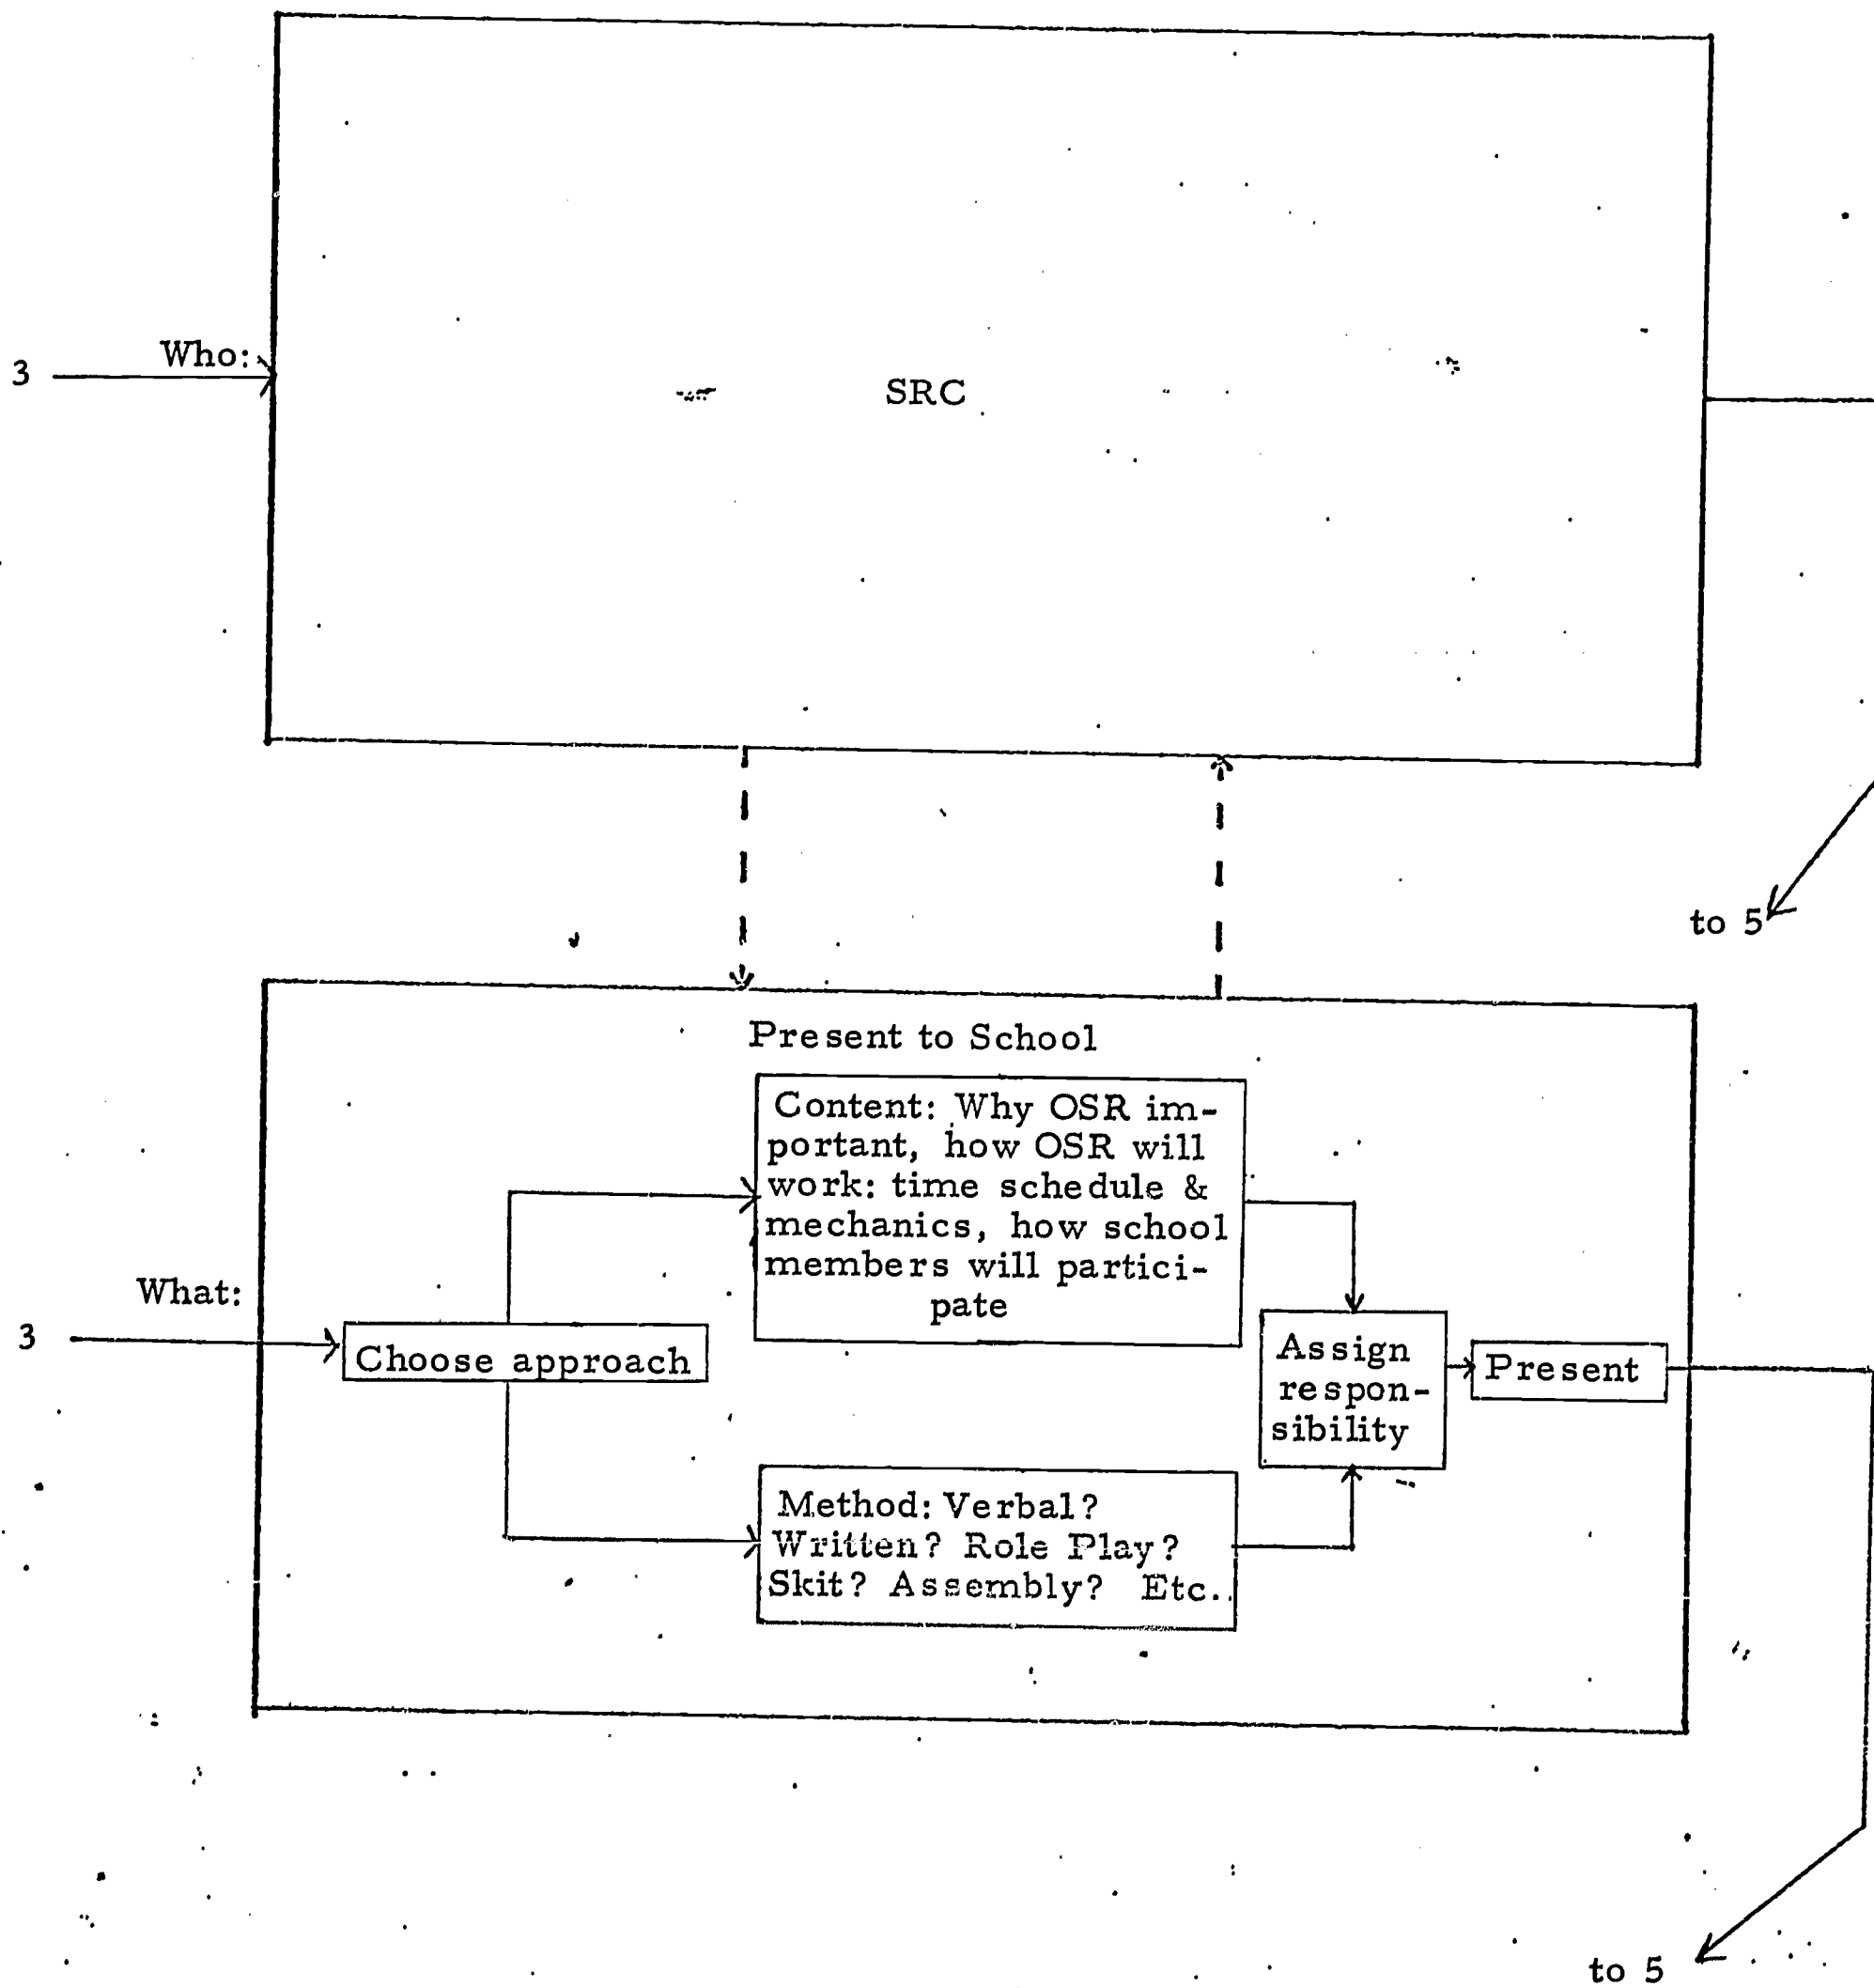 Who:
3
SRC
to 5
Present to School
Content: Why OSR im-
portant, how OSR will
work: time schedule &
mechanics, how school
members will partici-
pate
What:
3
Choose approach
Assign
respon-
sibility
Present
Method: Verbal?
Written? Role Play?
Skit? Assembly? Etc..
to 5